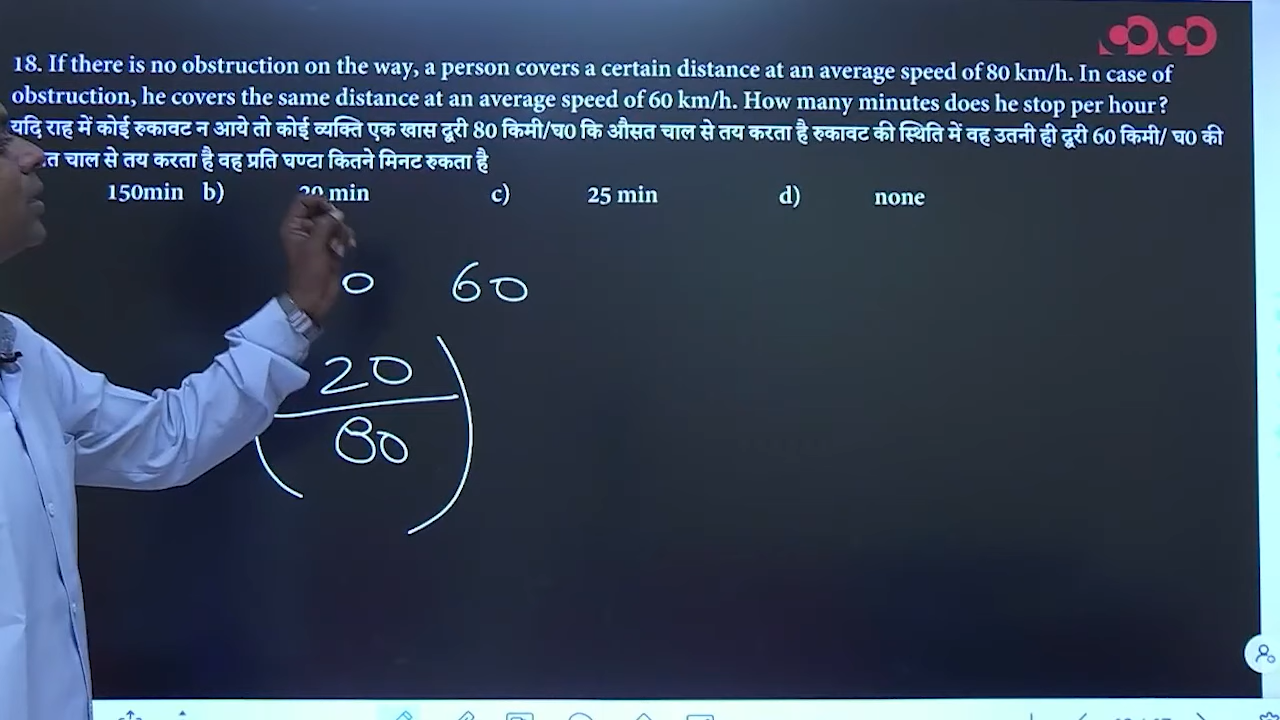 18. If there is no obstruction on the way, a person covers a certain distance at an average speed of 80 km/h. In case of
obstruction, he covers the same distance at an average speed of 60 km/h. How many minutes does he stop per hour?
यदि राह में कोई रुकावट न आये तो कोई व्यक्ति एक खास दूरी 80 किमी/घ0 कि औसत चाल से तय करता है रुकावट की स्थिति में वह उतनी ही दूरी 60 किमी/ घ0 की
चाल से तय करता है वह प्रति घण्टा कितने मिनट रुकता है
150min b) 20 min c) 25 min d) none
0 60
20
80